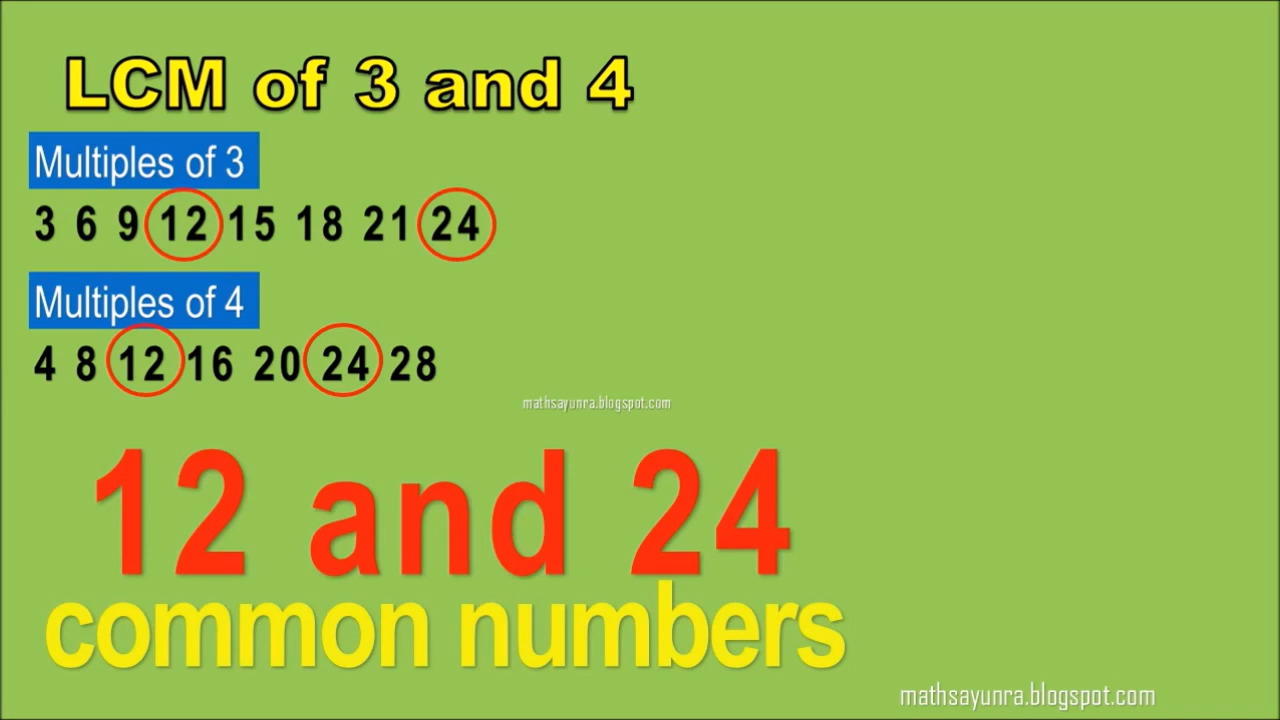 LCM of 3 and 4
Multiples of 3
3 6 9 12 15 18 21 24
Multiples of 4
4 8 12 16 20 24 28
mathsayunra.blogspot.com
12 and 24
common numbers
mathsayunra.blogspot.com